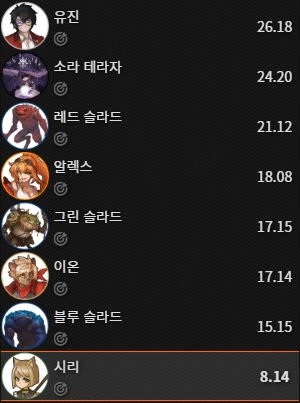 유진
26.18
소라 테라자
24.20
레드 슬라드
21.12
알렉스
18.08
그린 슬라드
17.15
이온
17.14
블루 슬라드
15.15
시리
8.14